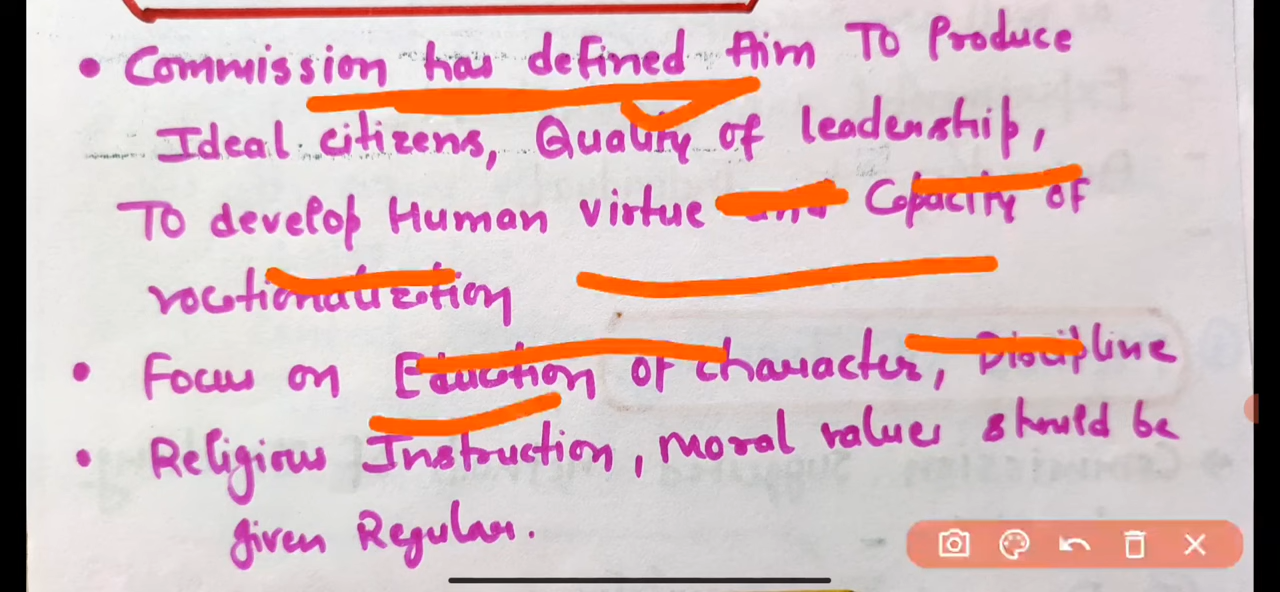 • Commission has defined Aim To Produce
Ideal citizens, Quality of leadership,
To develop Human virtue and Capacity of
vocationalization
• Focus on Education of character, Discipline
• Religious Instruction, Moral values should be
given Regular.